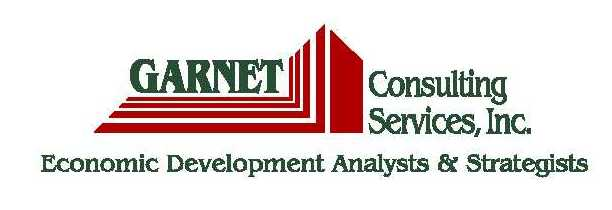 GARNET Consulting
Services, Inc.
Economic Development Analysts & Strategists